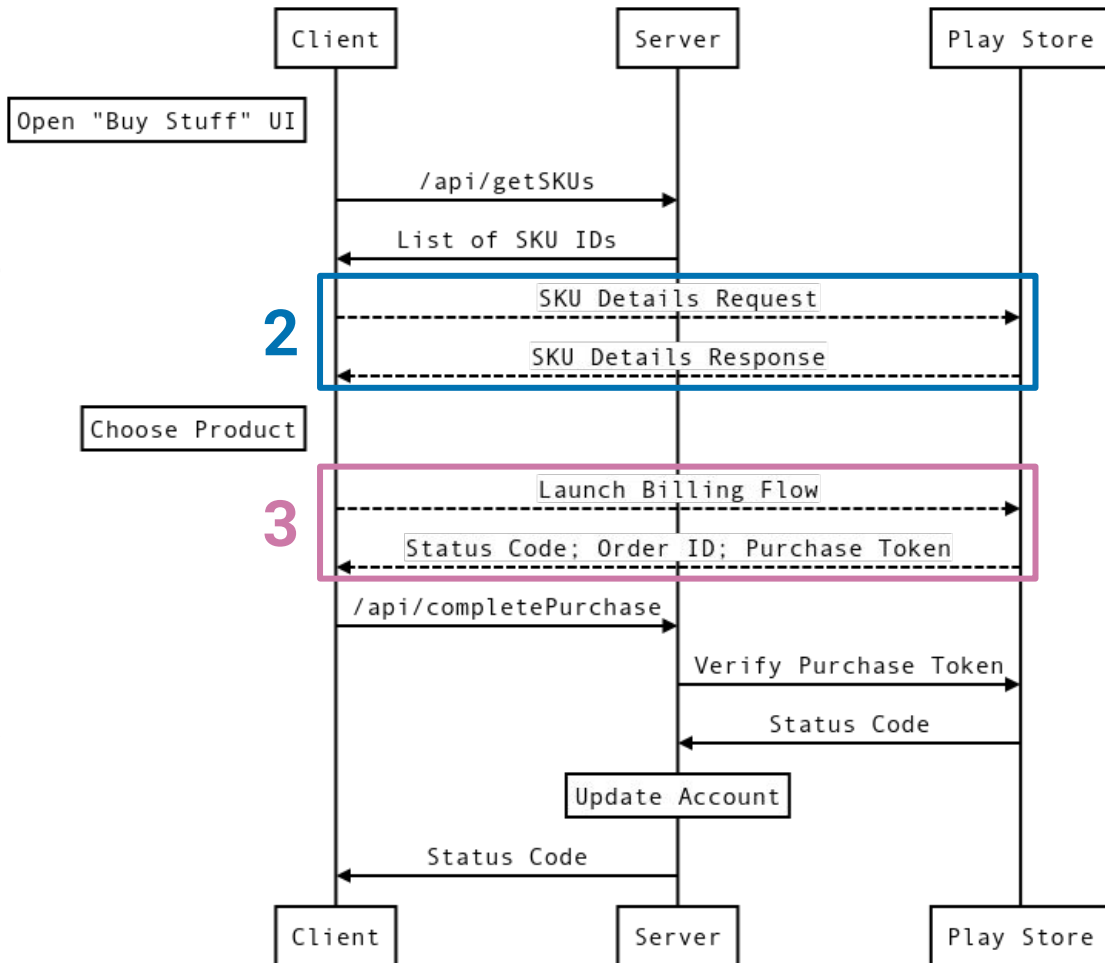 Client Server Play Store
Open "Buy Stuff" UI
/api/getSKUs
List of SKU IDs
SKU Details Request
2
SKU Details Response
Choose Product
Launch Billing Flow
3
Status Code; Order ID; Purchase Token
/api/completePurchase
Verify Purchase Token
Status Code
Update Account
Status Code
Client Server Play Store